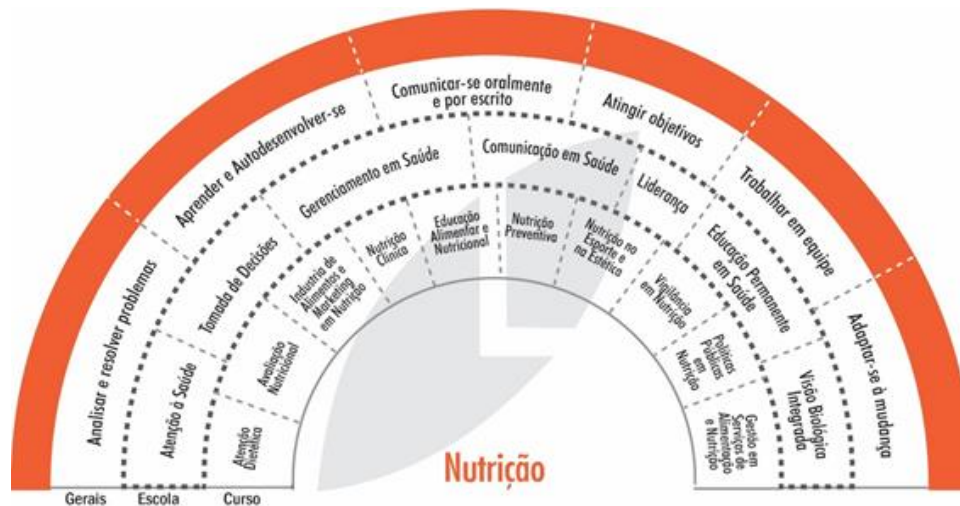 Analisar e resolver problemas
Aprender e Autodesenvolver-se
Comunicar-se oralmente
e por escrito
Atingir objetivos
Trabalhar em equipe
Adaptar-se à mudança
Atenção à Saúde
Tomada de Decisões
Gerenciamento em Saúde
Comunicação em Saúde
Liderança
Educação Permanente
em Saúde
Visão Biológica
Integrada
Atenção
Dietética
Avaliação
Nutricional
Industria de
Alimentos e
Marketing
em Nutrição
Nutrição
Clínica
Educação
Alimentar e
Nutricional
Nutrição
Preventiva
Nutrição no
Esporte e
na Estética
Vigilância
em Nutrição
Políticas
Públicas
em
Nutrição
Gestão em
Serviços de
Alimentação
e Nutrição
Nutrição
Gerais Escola Curso